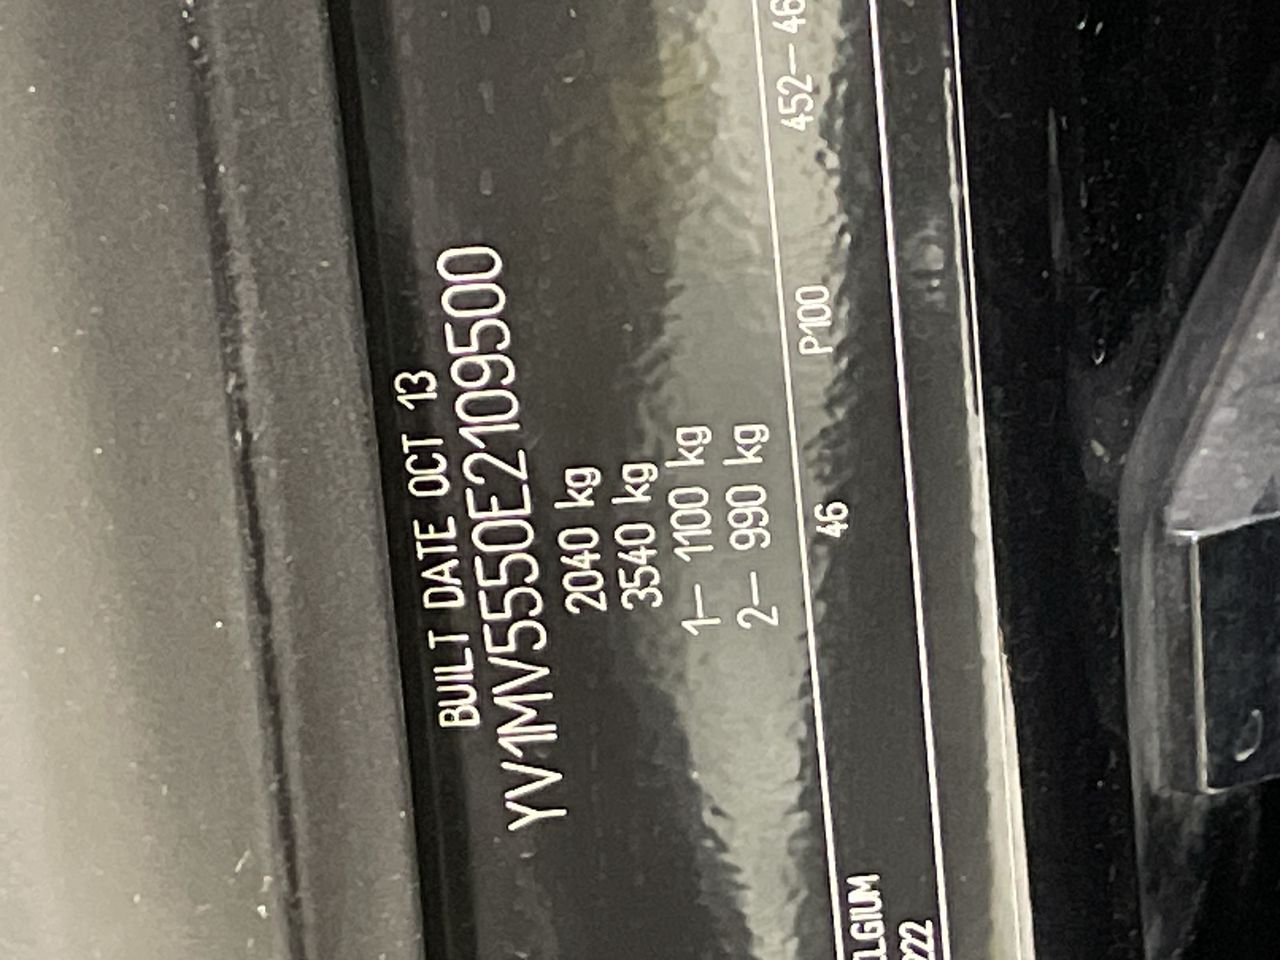 BUILT DATE OCT 13
YV1MV5550E2109500
2040 kg
3540 kg
1– 1100 kg
2– 990 kg
46 P100 452–46
LGIUM
222